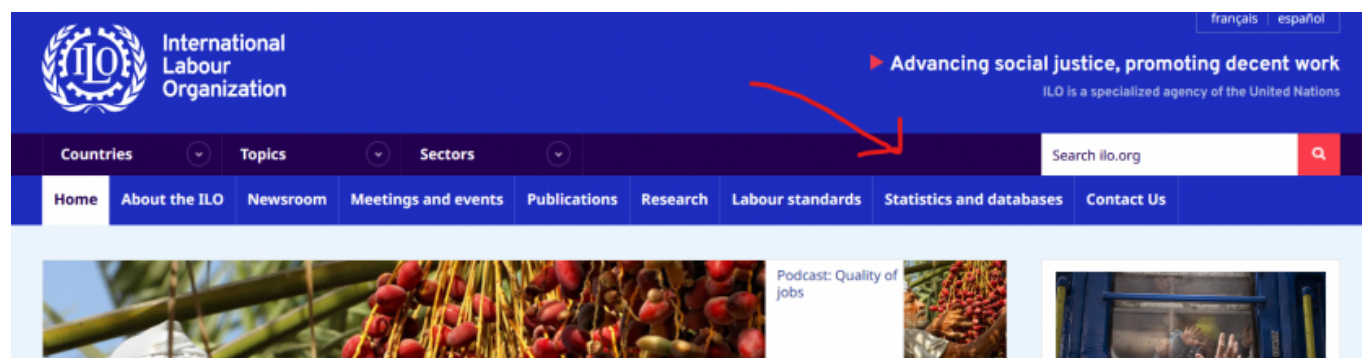 français español
ILO
International
Labour
Organization
Advancing social justice, promoting decent work
ILO is a specialized agency of the United Nations
Countries Topics Sectors Search ilo.org
Home About the ILO Newsroom Meetings and events Publications Research Labour standards Statistics and databases Contact Us
Podcast: Quality of
jobs